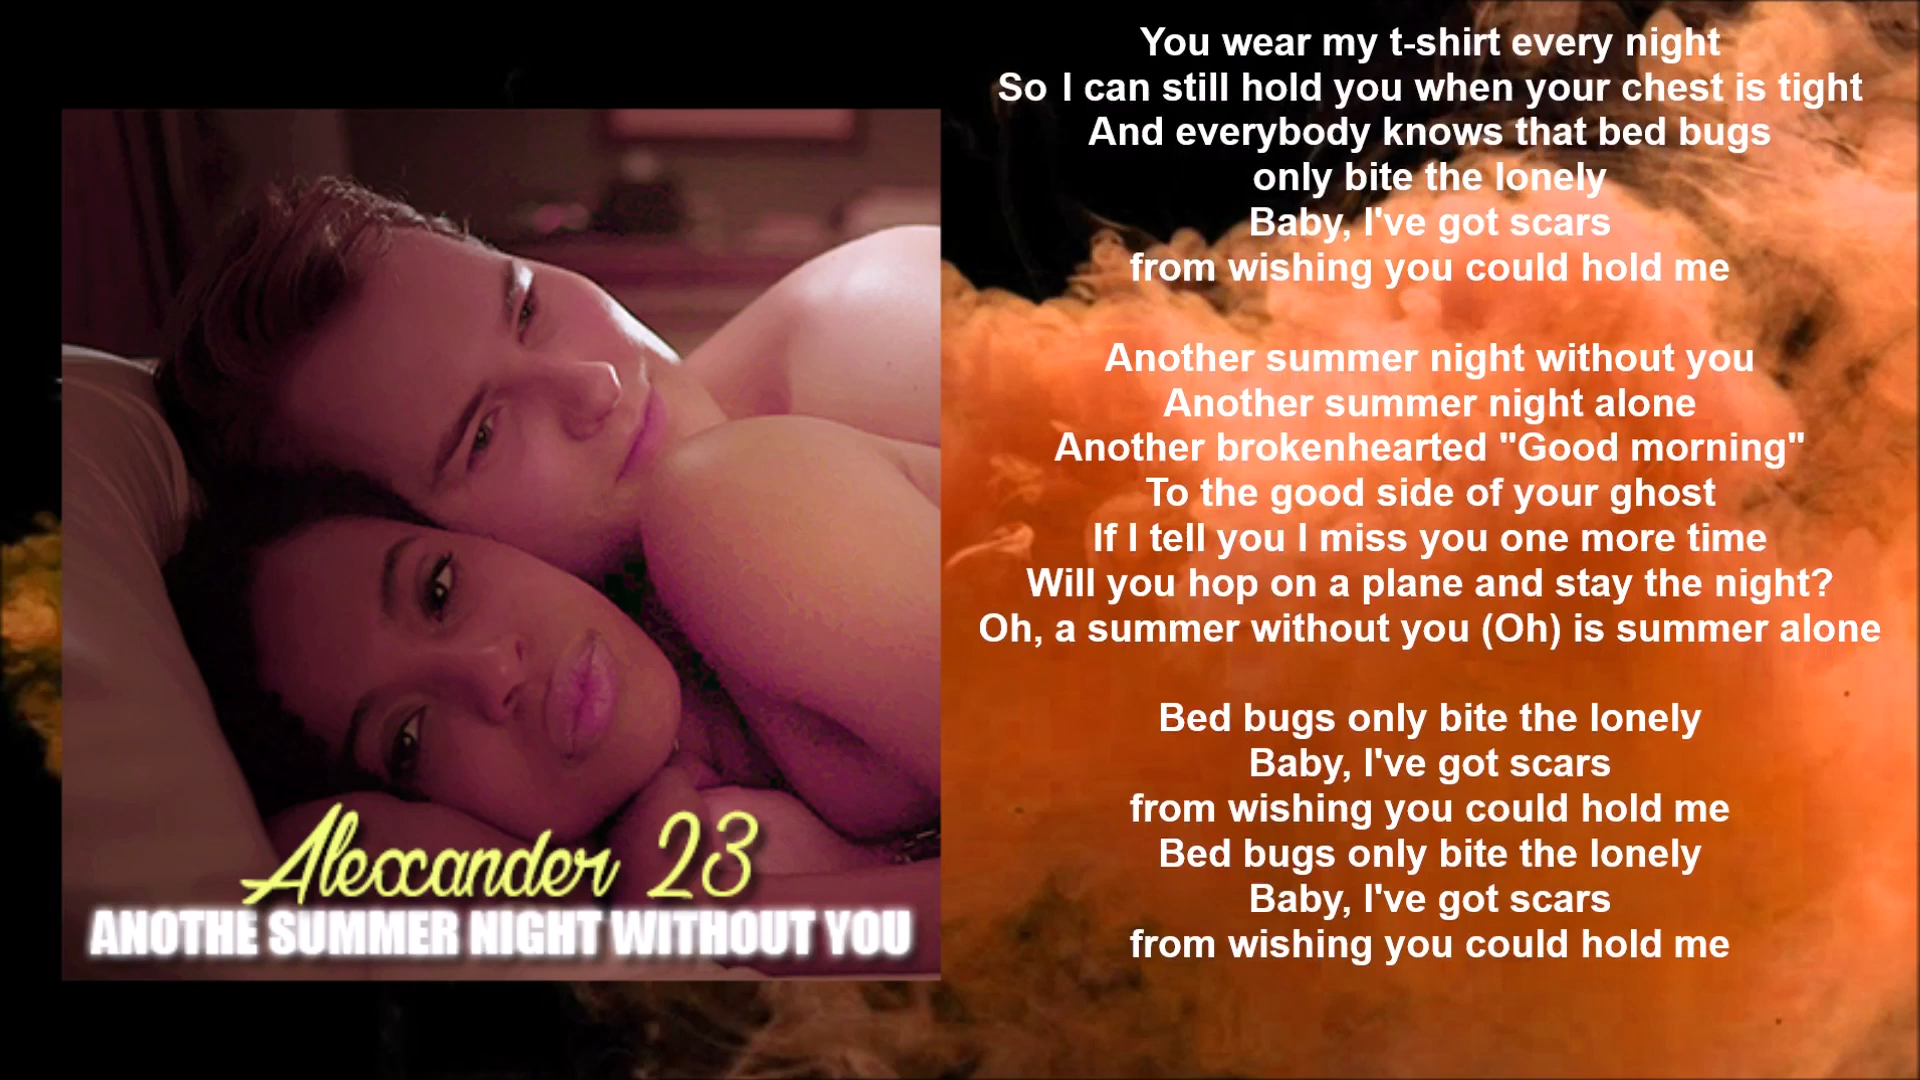 You wear my t-shirt every night
So I can still hold you when your chest is tight
And everybody knows that bed bugs
only bite the lonely
Baby, I've got scars
from wishing you could hold me
Another summer night without you
Another summer night alone
Another brokenhearted "Good morning"
To the good side of your ghost
If I tell you I miss you one more time
Will you hop on a plane and stay the night?
Oh, a summer without you (Oh) is summer alone
Bed bugs only bite the lonely
Baby, I've got scars
from wishing you could hold me
Bed bugs only bite the lonely
Baby, I've got scars
from wishing you could hold me
Alexander 23
ANOTHE SUMMER NIGHT WITHOUT YOU